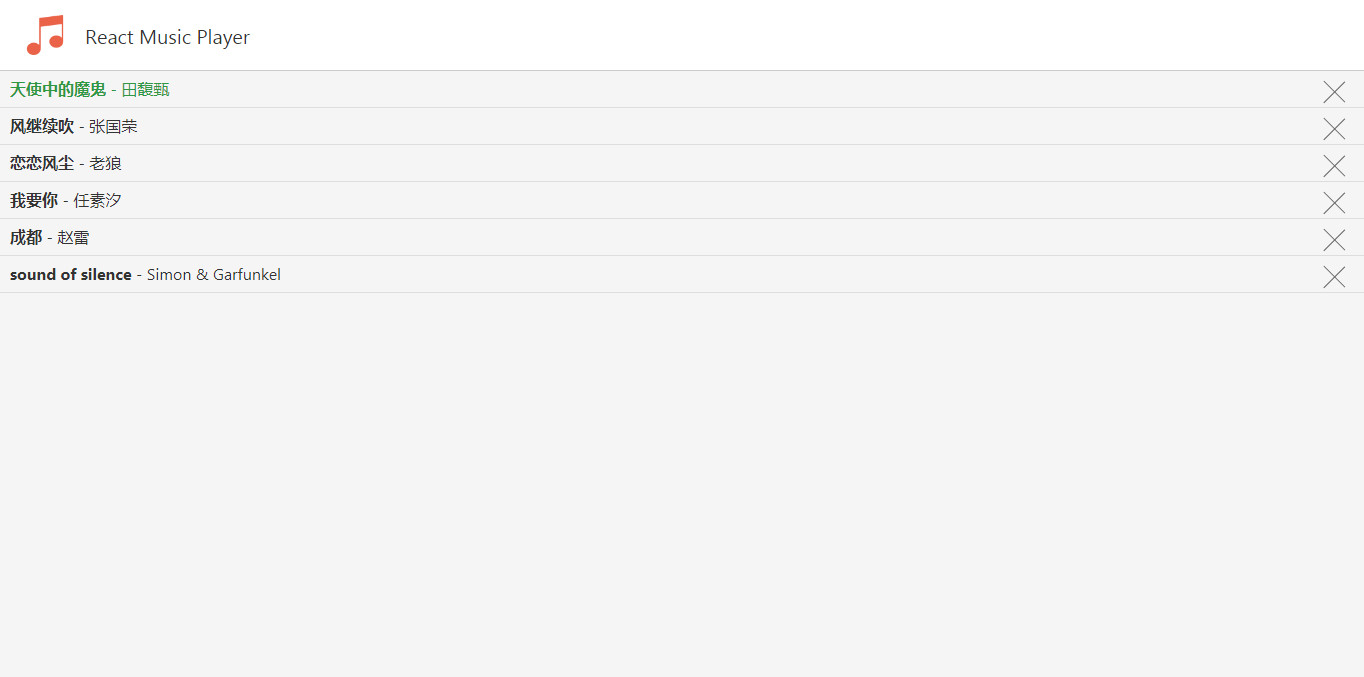 React Music Player
天使中的魔鬼 - 田馥甄
风继续吹 - 张国荣
恋恋风尘 - 老狼
我要你 - 任素汐
成都 - 赵雷
sound of silence - Simon & Garfunkel